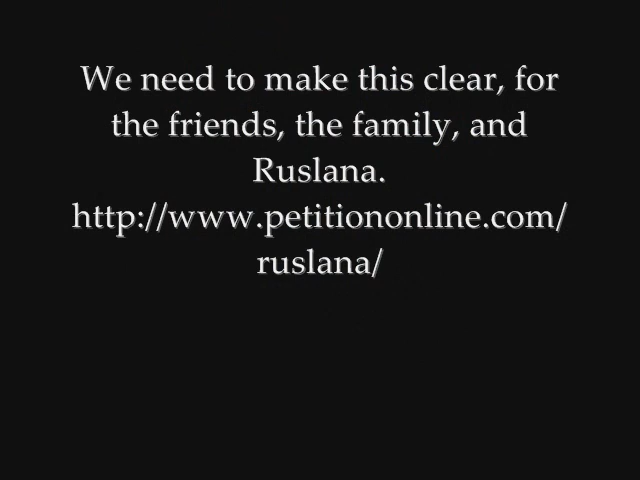 We need to make this clear, for
the friends, the family, and
Ruslana.
http://www.petitiononline.com/
ruslana/